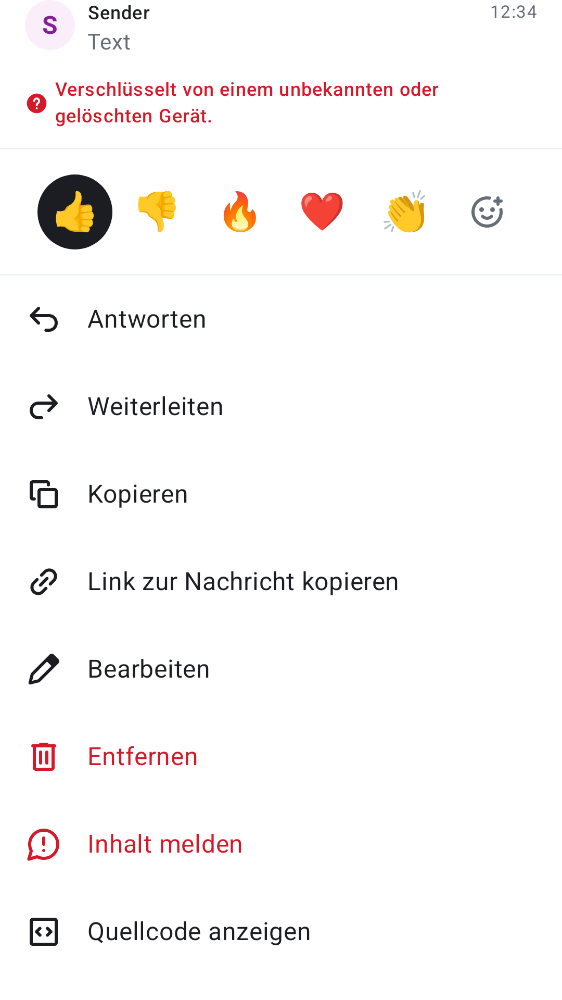 S
Sender
12:34
Text
Verschlüsselt von einem unbekannten oder
gelöschten Gerät.
Antworten
Weiterleiten
Kopieren
Link zur Nachricht kopieren
Bearbeiten
Entfernen
Inhalt melden
Quellcode anzeigen